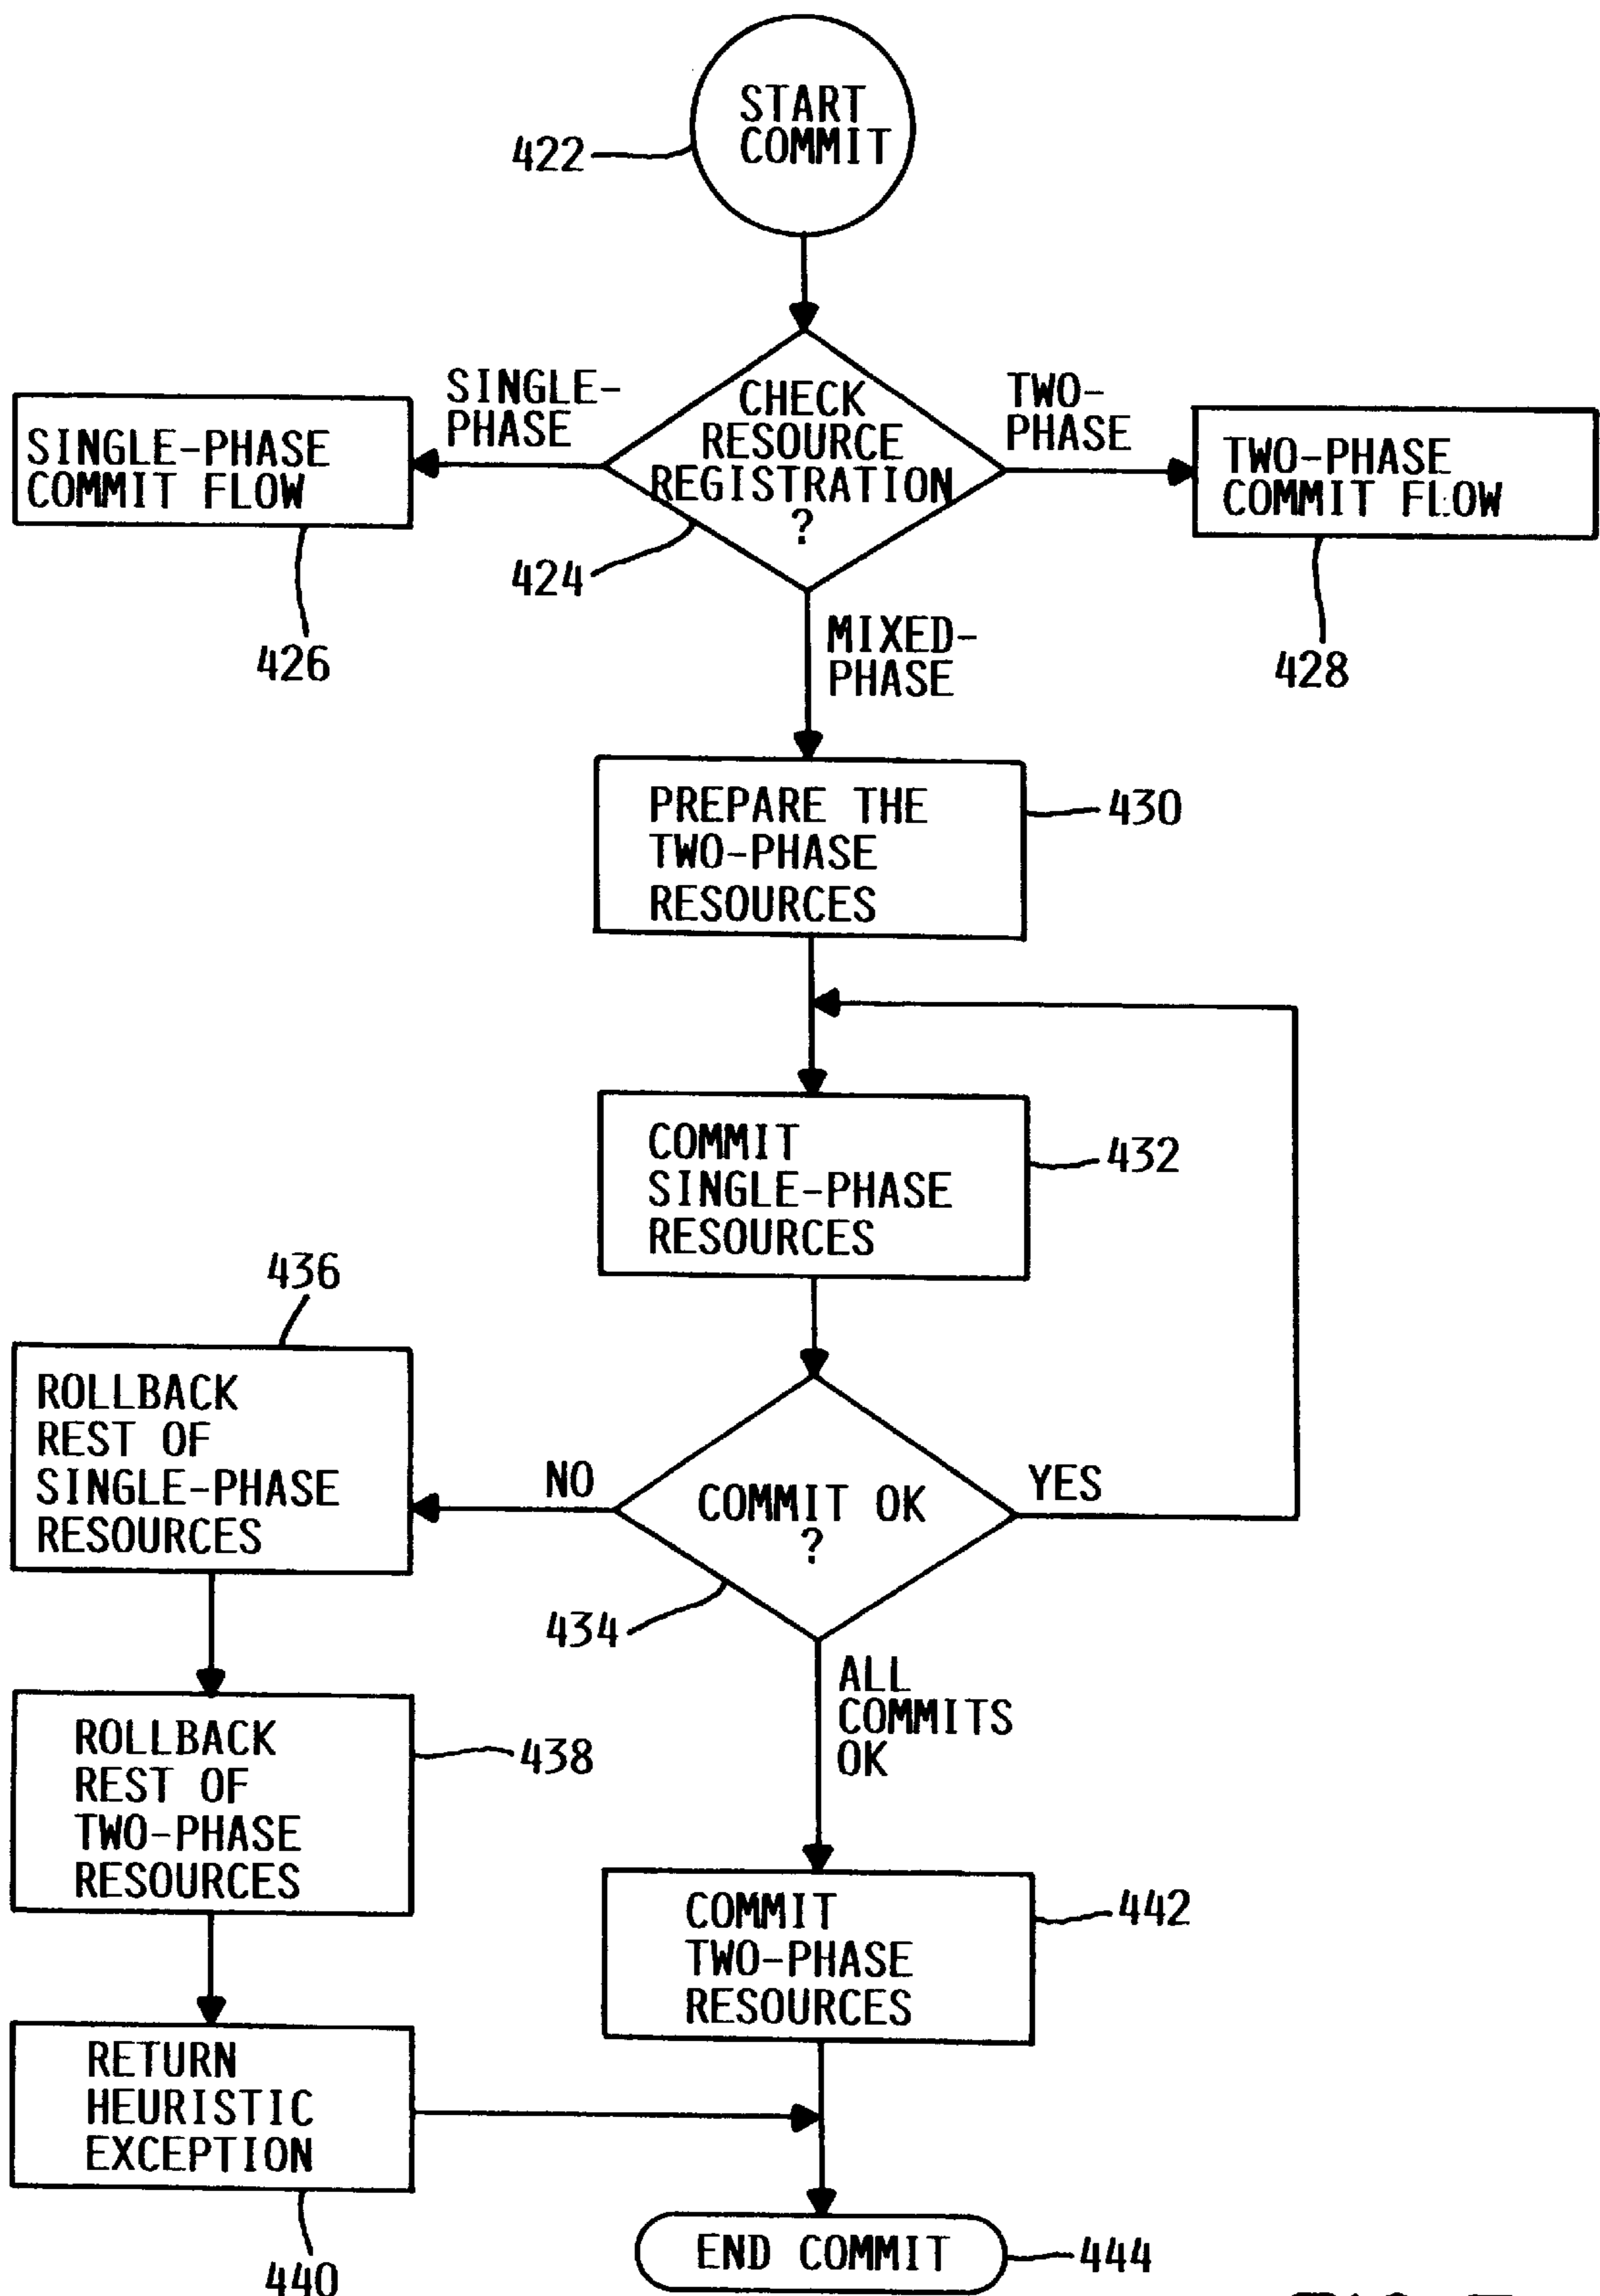 START
COMMIT
422
SINGLE-
PHASE
CHECK
RESOURCE
REGISTRATION
?
TWO-
PHASE
SINGLE-PHASE
COMMIT FLOW
TWO-PHASE
COMMIT FLOW
424
426
428
MIXED-
PHASE
PREPARE THE
TWO-PHASE
RESOURCES
430
COMMIT
SINGLE-PHASE
RESOURCES
432
436
ROLLBACK
REST OF
SINGLE-PHASE
RESOURCES
NO
COMMIT OK
?
YES
434
ALL
COMMITS
OK
ROLLBACK
REST OF
TWO-PHASE
RESOURCES
438
COMMIT
TWO-PHASE
RESOURCES
442
RETURN
HEURISTIC
EXCEPTION
440
END COMMIT
444